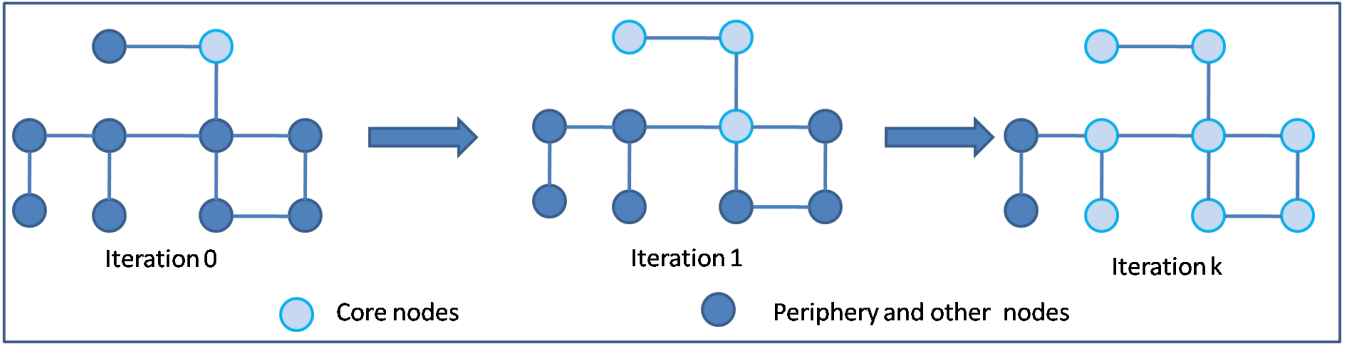 Iteration 0
Iteration 1
Iteration k
Core nodes
Periphery and other nodes